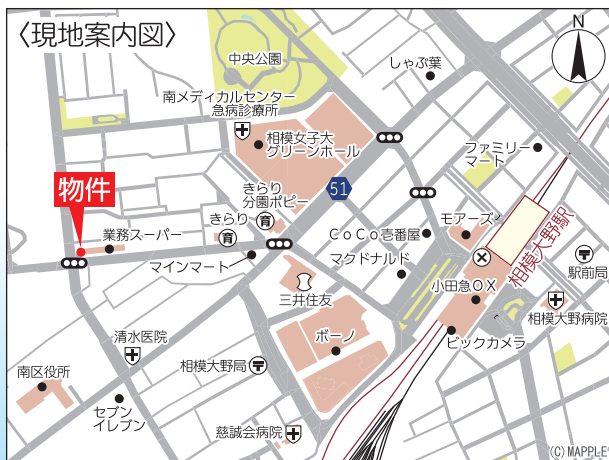 〈現地案内図〉
N
中央公園
しゃぶ葉
南メディカルセンター
急病診療所
相模女子大
グリーンホール
ファミリー
マート
物件
きらり
分園ポピー
51
きらり
育
育
モアーズ
相模大野駅
業務スーパー
CoCo壱番屋
マインマート
マクドナルド
駅前局
三井住友
小田急OX
相模大野病院
清水医院
ボーノ
ビックカメラ
南区役所
相模大野局
セブン
イレブン
慈誠会病院
(C)MAPPLE